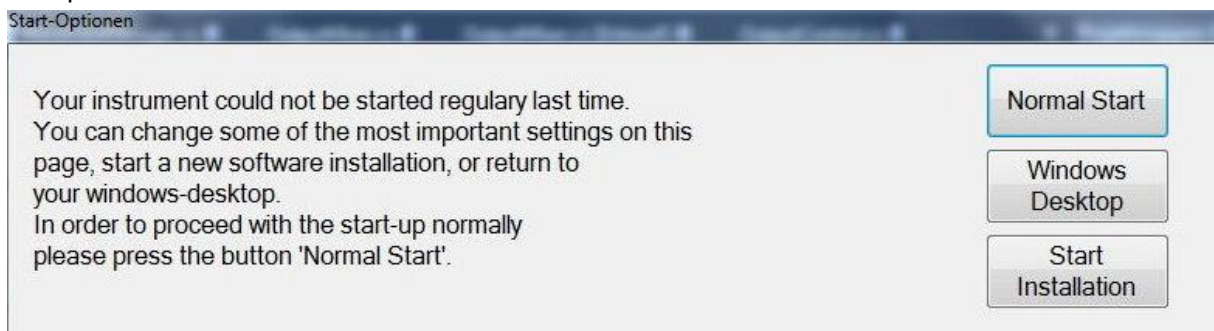 Start-Optionen
Your instrument could not be started regulary last time.
You can change some of the most important settings on this
page, start a new software installation, or return to
your windows-desktop.
In order to proceed with the start-up normally
please press the button 'Normal Start'.
Normal Start
Windows
Desktop
Start
Installation